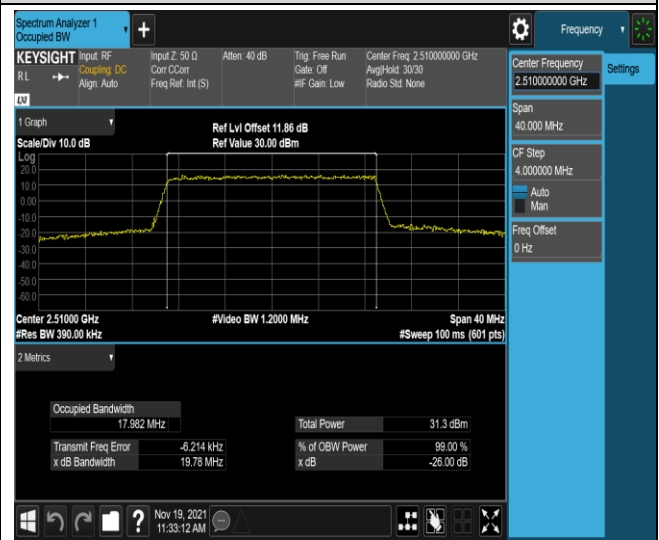 Spectrum Analyzer 1
Occupied BW
Frequency
KEYSIGHT Input: RF Input Z: 50 Ω Atten: 40 dB Trig: Free Run Center Freq: 2.510000000 GHz
RL Coupling: DC Corr CCorr Gate: Off Avg|Hold: 30/30
Align: Auto Freq Ref: Int (S) #IF Gain: Low Radio Std: None
LXI
Center Frequency
2.510000000 GHz
Settings
Span
40.000 MHz
CF Step
4.000000 MHz
Auto
Man
Freq Offset
0 Hz
1 Graph
Ref Lvl Offset 11.86 dB
Scale/Div 10.0 dB Ref Value 30.00 dBm
Log
20.0
10.0
0.00
-10.0
-20.0
-30.0
-40.0
-50.0
-60.0
Center 2.51000 GHz #Video BW 1.2000 MHz Span 40 MHz
#Res BW 390.00 kHz #Sweep 100 ms (601 pts)
2 Metrics
Occupied Bandwidth
17.982 MHz Total Power 31.3 dBm
Transmit Freq Error -6.214 kHz % of OBW Power 99.00 %
x dB Bandwidth 19.78 MHz x dB -26.00 dB
Nov 19, 2021
11:33:12 AM